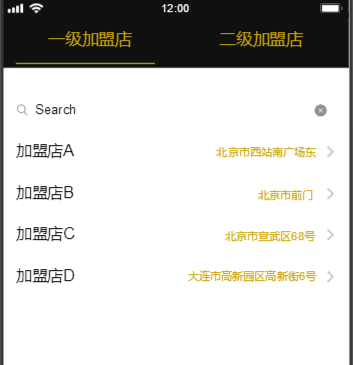 12:00
一级加盟店 二级加盟店
Search
加盟店A 北京市西站南广场东
加盟店B 北京市前门
加盟店C 北京市宣武区68号
加盟店D 大连市高新园区高新街6号